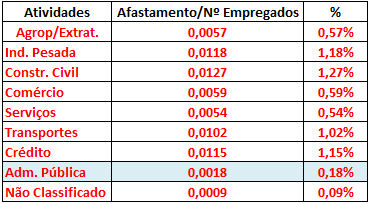 Atividades Afastamento/Nº Empregados %
Agrop/Extrat. 0,0057 0,57%
Ind. Pesada 0,0118 1,18%
Constr. Civil 0,0127 1,27%
Comércio 0,0059 0,59%
Serviços 0,0054 0,54%
Transportes 0,0102 1,02%
Crédito 0,0115 1,15%
Adm. Pública 0,0018 0,18%
Não Classificado 0,0009 0,09%